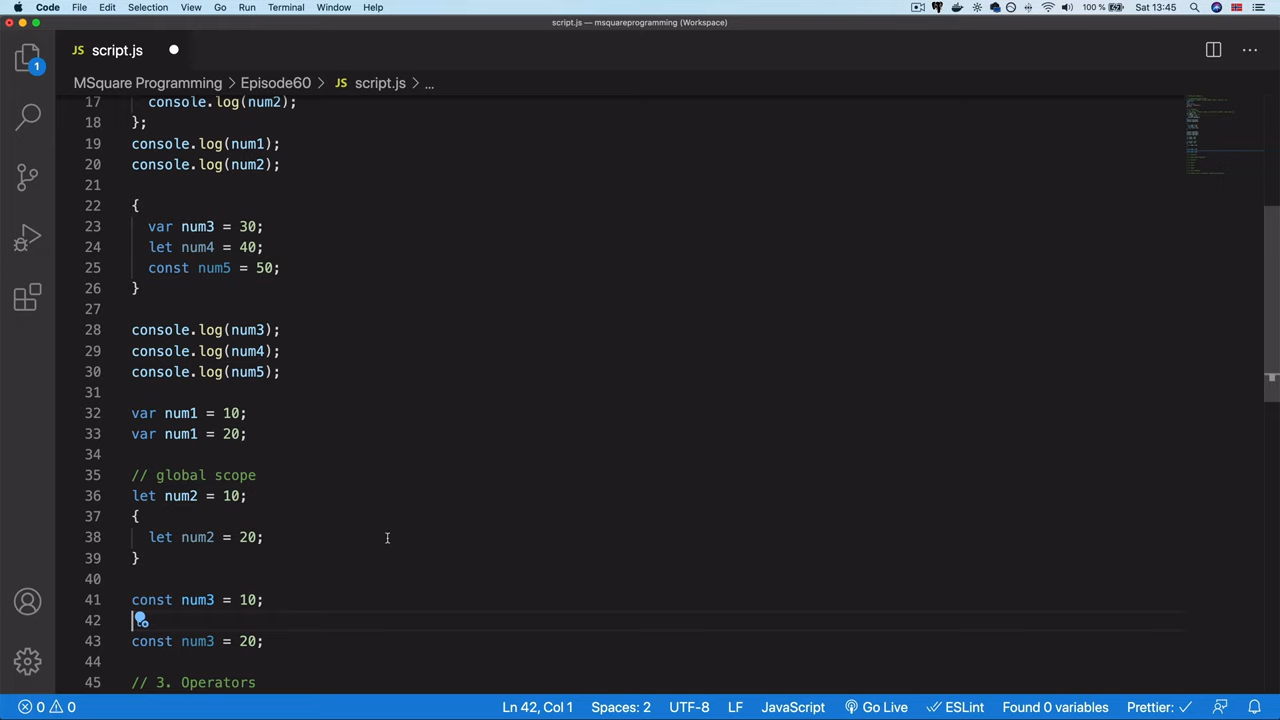 Code File Edit Selection View Go Run Terminal Window Help 100 % Sat 13:45
script.js — msquareprogramming (Workspace)
JS script.js
1
MSquare Programming > Episode60 > JS script.js > ...
17 console.log(num2);
18 };
19 console.log(num1);
20 console.log(num2);
21
22 {
23 var num3 = 30;
24 let num4 = 40;
25 const num5 = 50;
26 }
27
28 console.log(num3);
29 console.log(num4);
30 console.log(num5);
31
32 var num1 = 10;
33 var num1 = 20;
34
35 // global scope
36 let num2 = 10;
37 {
38 let num2 = 20;
39 }
40
41 const num3 = 10;
42
43 const num3 = 20;
44
45 // 3. Operators
0 0 Ln 42, Col 1 Spaces: 2 UTF-8 LF JavaScript Go Live ESLint Found 0 variables Prettier: ✓